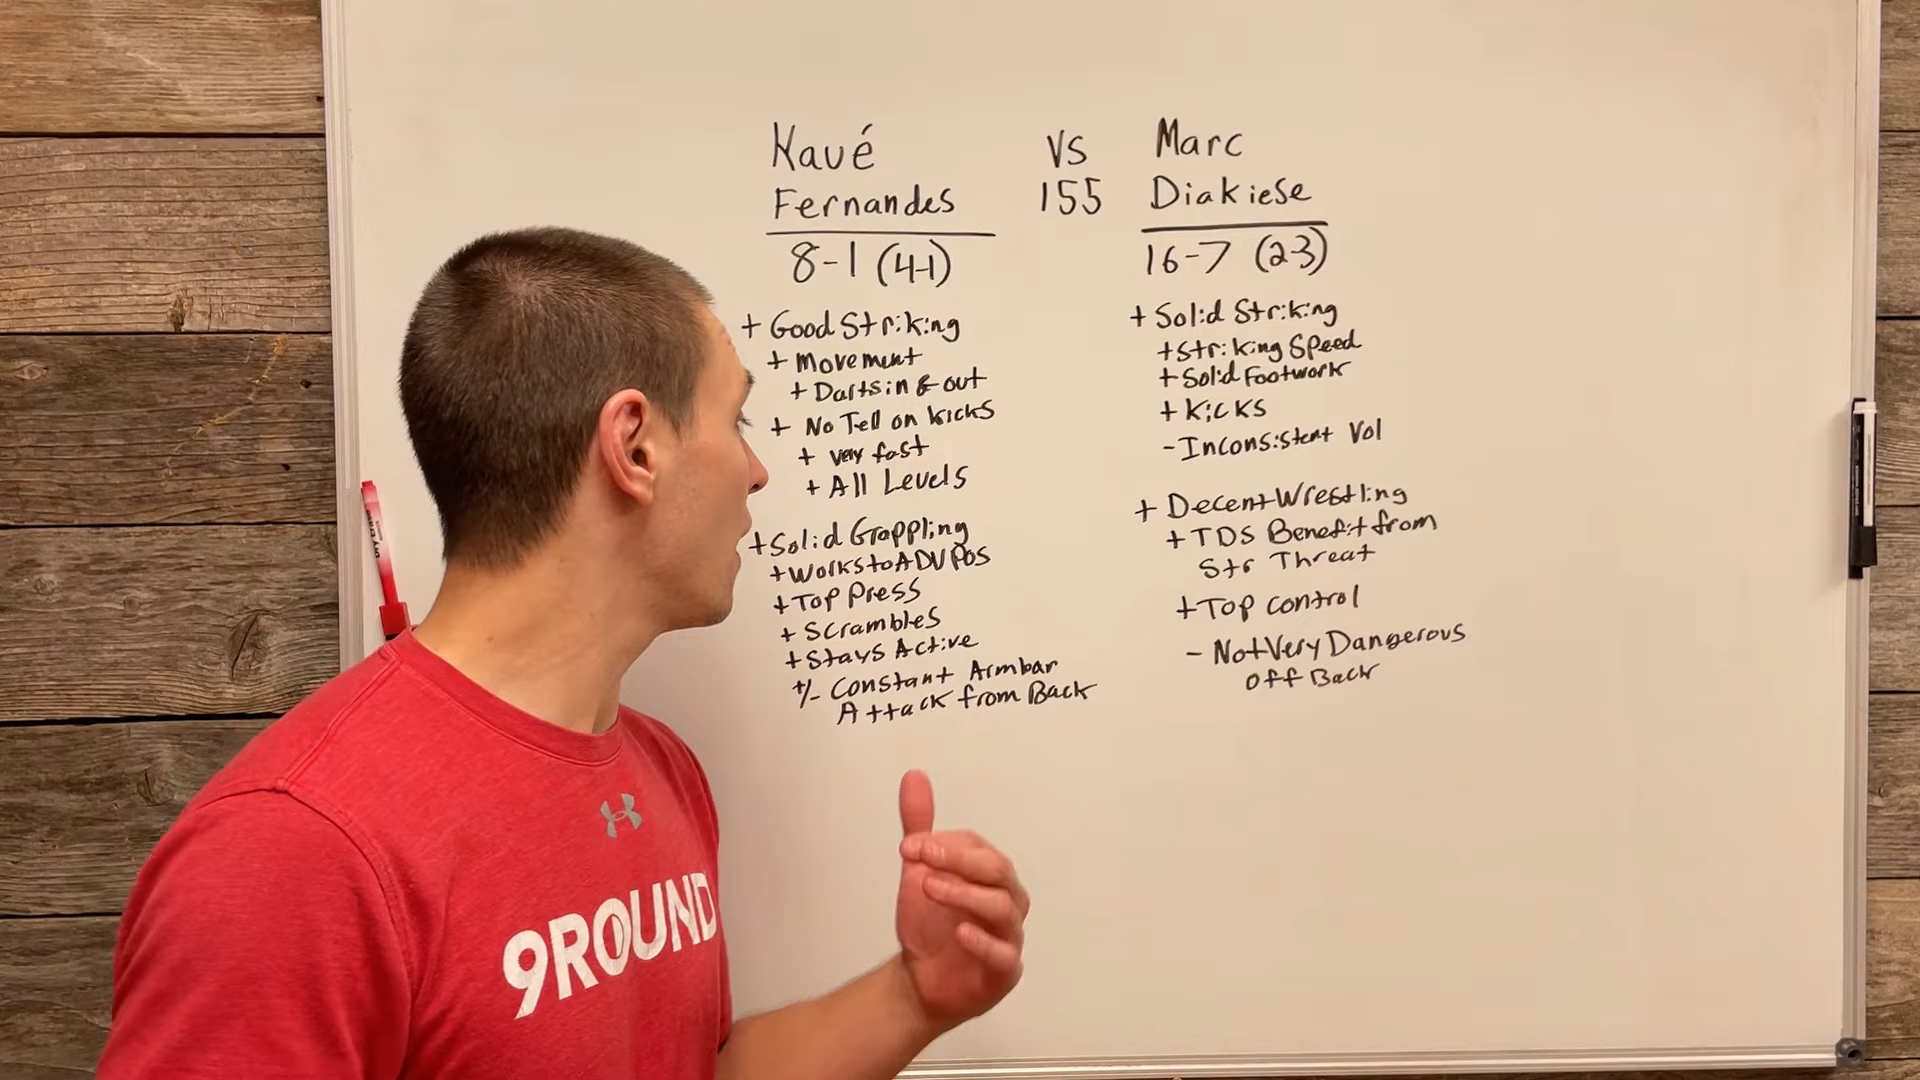 Kaué
Fernandes
8-1 (4-1)
+ Good Striking
+ Movement
+ Darts in & out
+ No Tell on Kicks
+ very fast
+ All Levels
+ Solid Grappling
+ Works to ADV POS
+ Top Press
+ Scrambles
+ Stays Active
+/- Constant Armbar
Attack from Back
VS
155
Marc
Diakiese
16-7 (2-3)
+ Solid Striking
+ Striking Speed
+ Solid Footwork
+ Kicks
- Inconsistent Vol
+ Decent Wrestling
+ TDS Benefit from
Str Threat
+ Top control
- Not Very Dangerous
Off Back
9ROUND